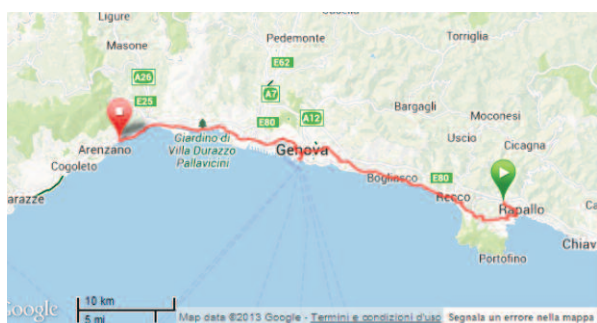 Ligure
Masone
Pedemonte
Torriglia
E62
A26
E25
A7
E80
A12
Bargagli
Moconesi
Uscio
Cicagna
Giardino di
Villa Durazzo
Pallavicini
Genova
Arenzano
Cogoleto
arazze
Bogliasco
E80
Recco
Rapallo
Ca
Chiav
Portofino
Google
10 km
5 mi
Map data ©2013 Google - Termini e condizioni d'uso
Segnala un errore nella mappa